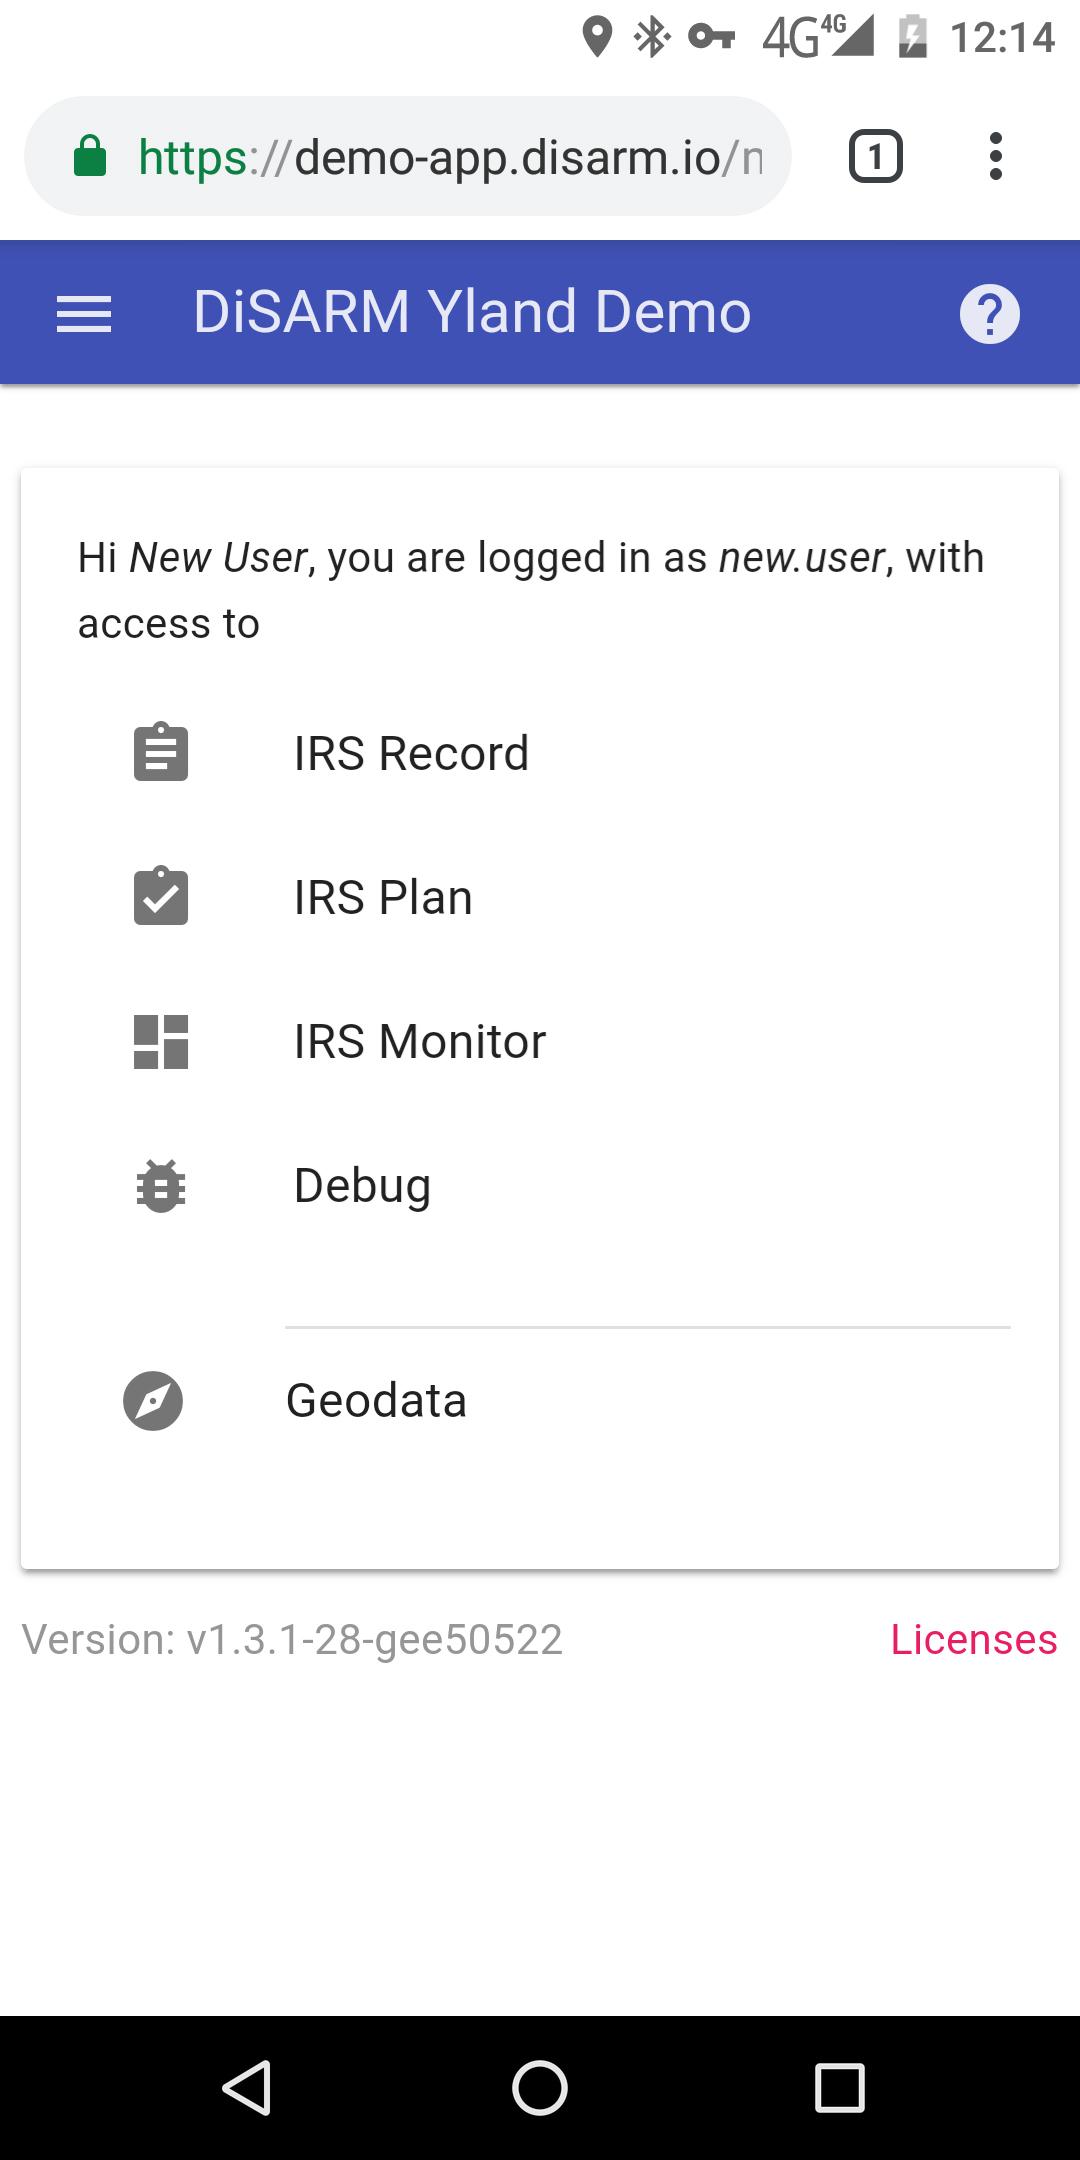 4G 4G 12:14
https://demo-app.disarm.io/n
1
DiSARM Yland Demo
?
Hi New User, you are logged in as new.user, with
access to
IRS Record
IRS Plan
IRS Monitor
Debug
Geodata
Version: v1.3.1-28-gee50522 Licenses